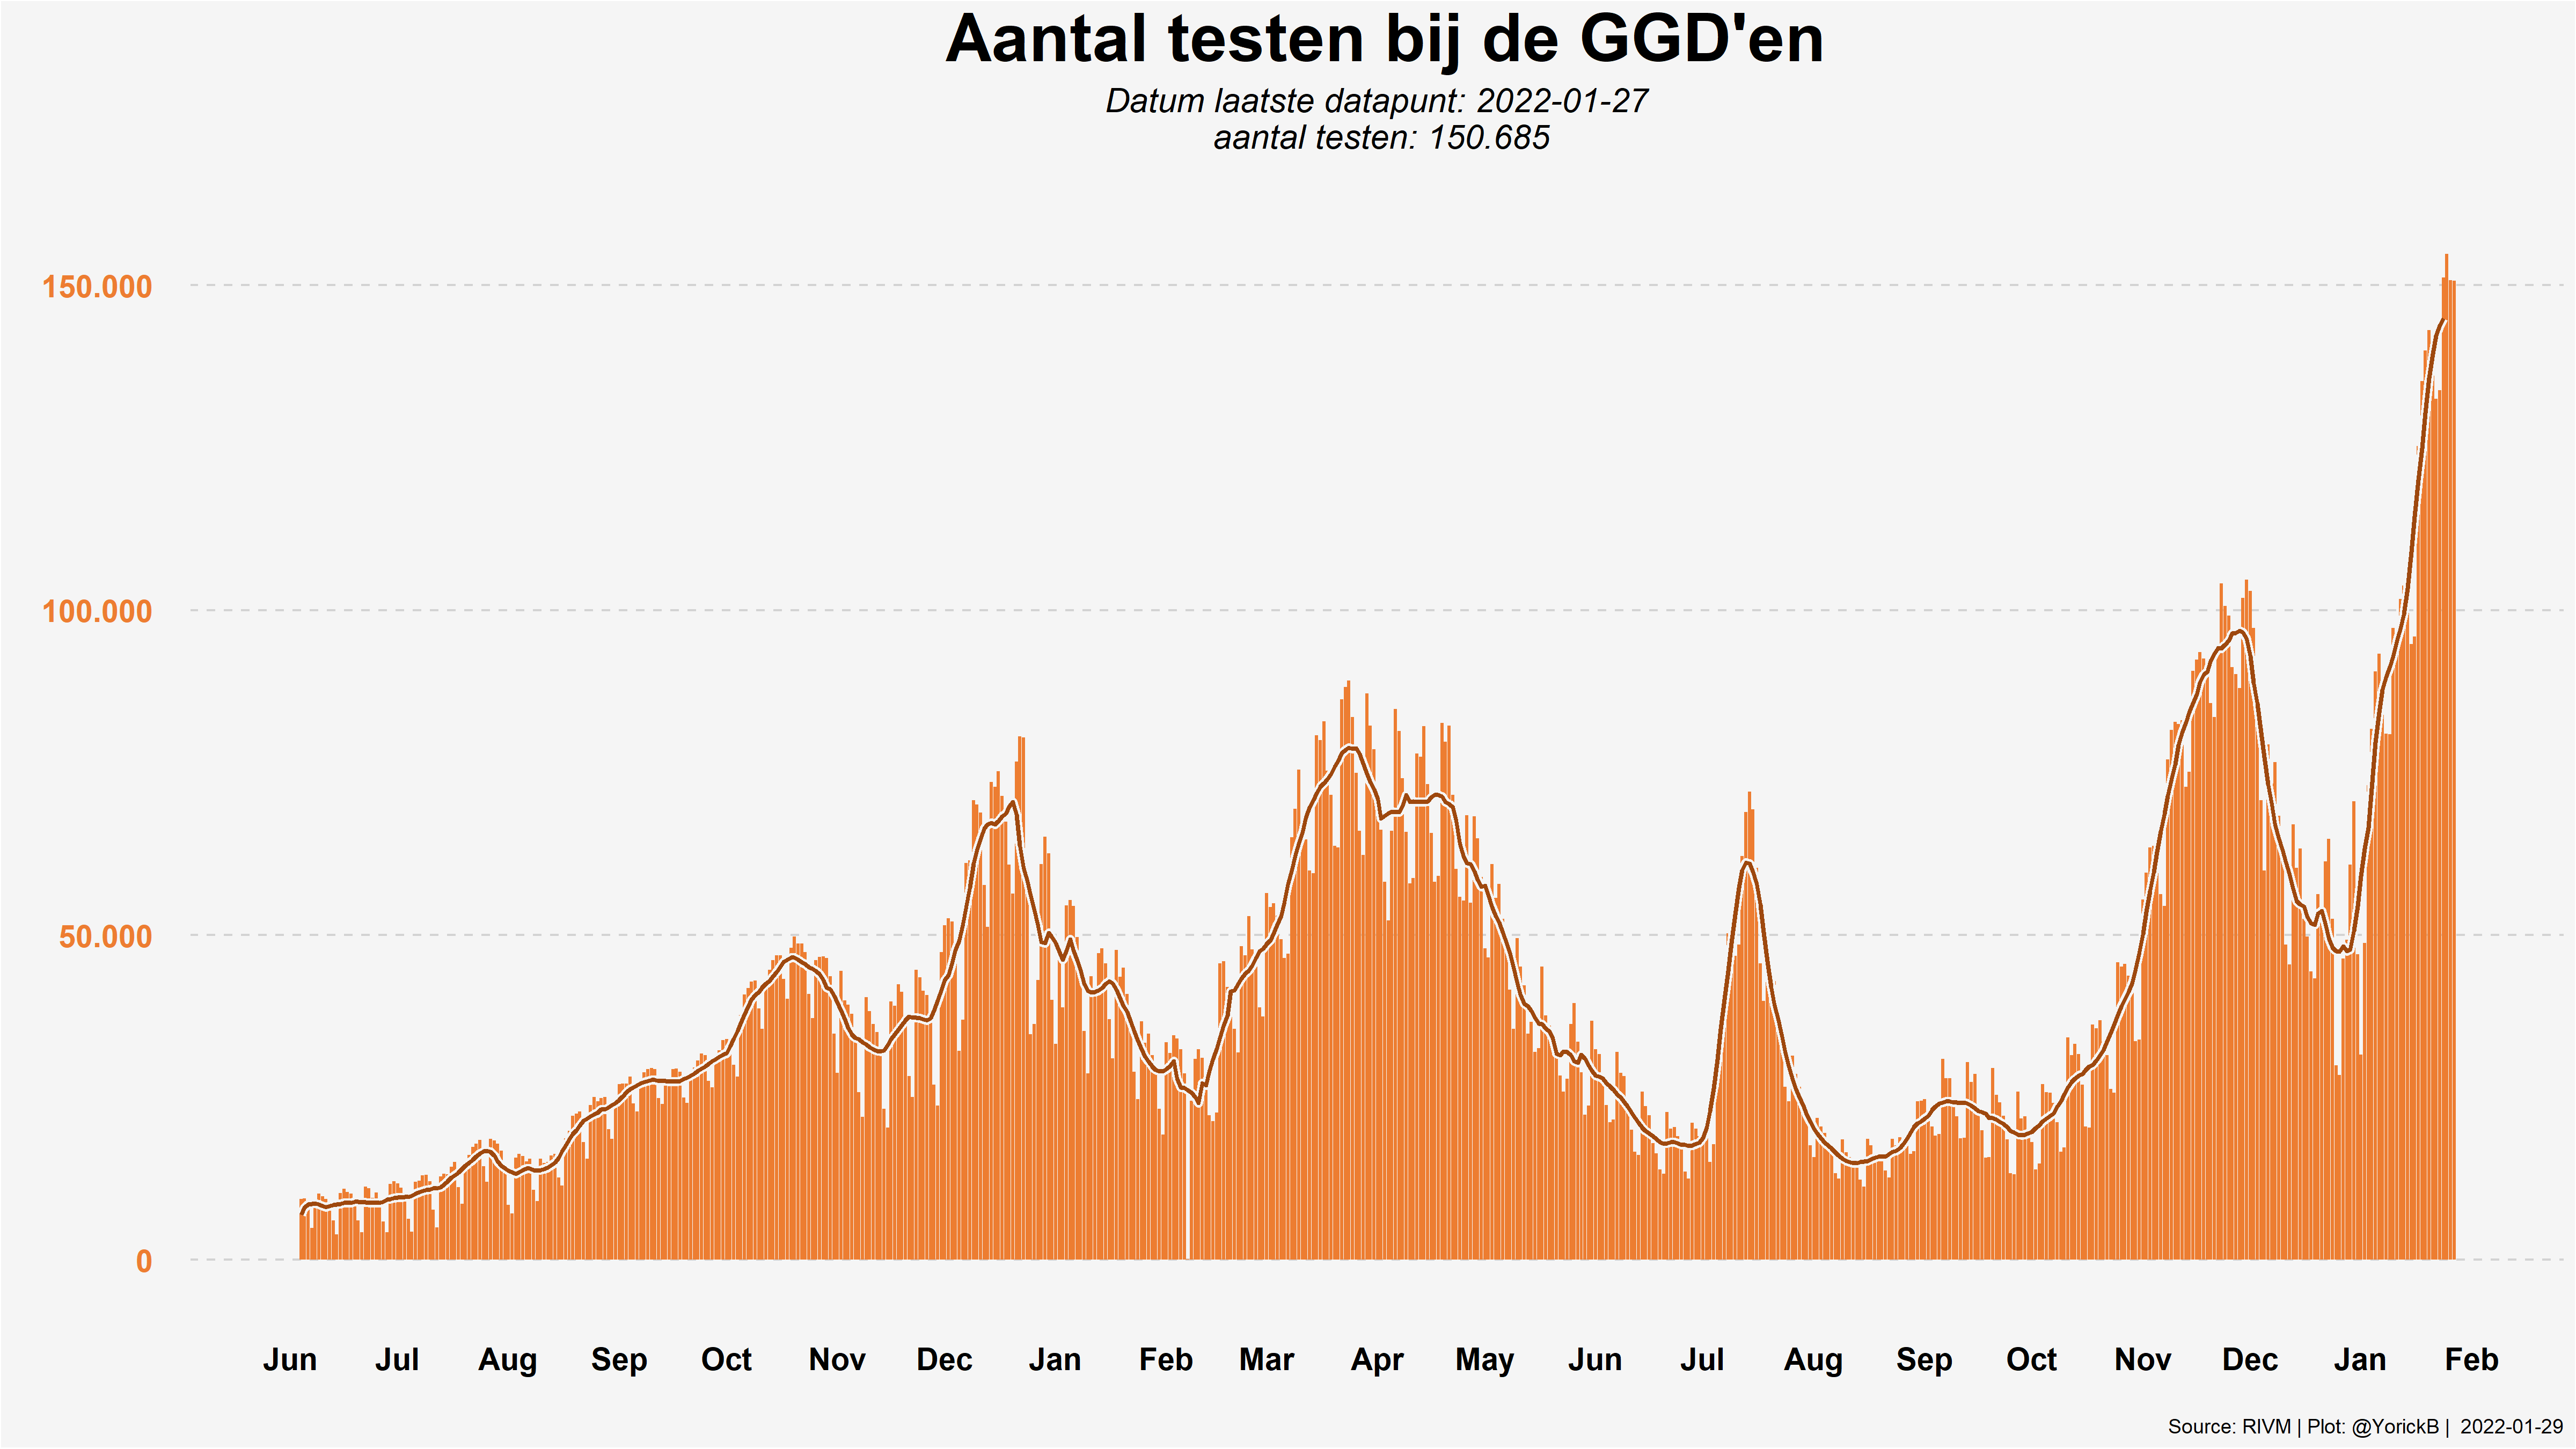 Aantal testen bij de GGD'en
Datum laatste datapunt: 2022-01-27
aantal testen: 150.685
150.000
100.000
50.000
0
Jun Jul Aug Sep Oct Nov Dec Jan Feb Mar Apr May Jun Jul Aug Sep Oct Nov Dec Jan Feb
Source: RIVM | Plot: @YorickB | 2022-01-29